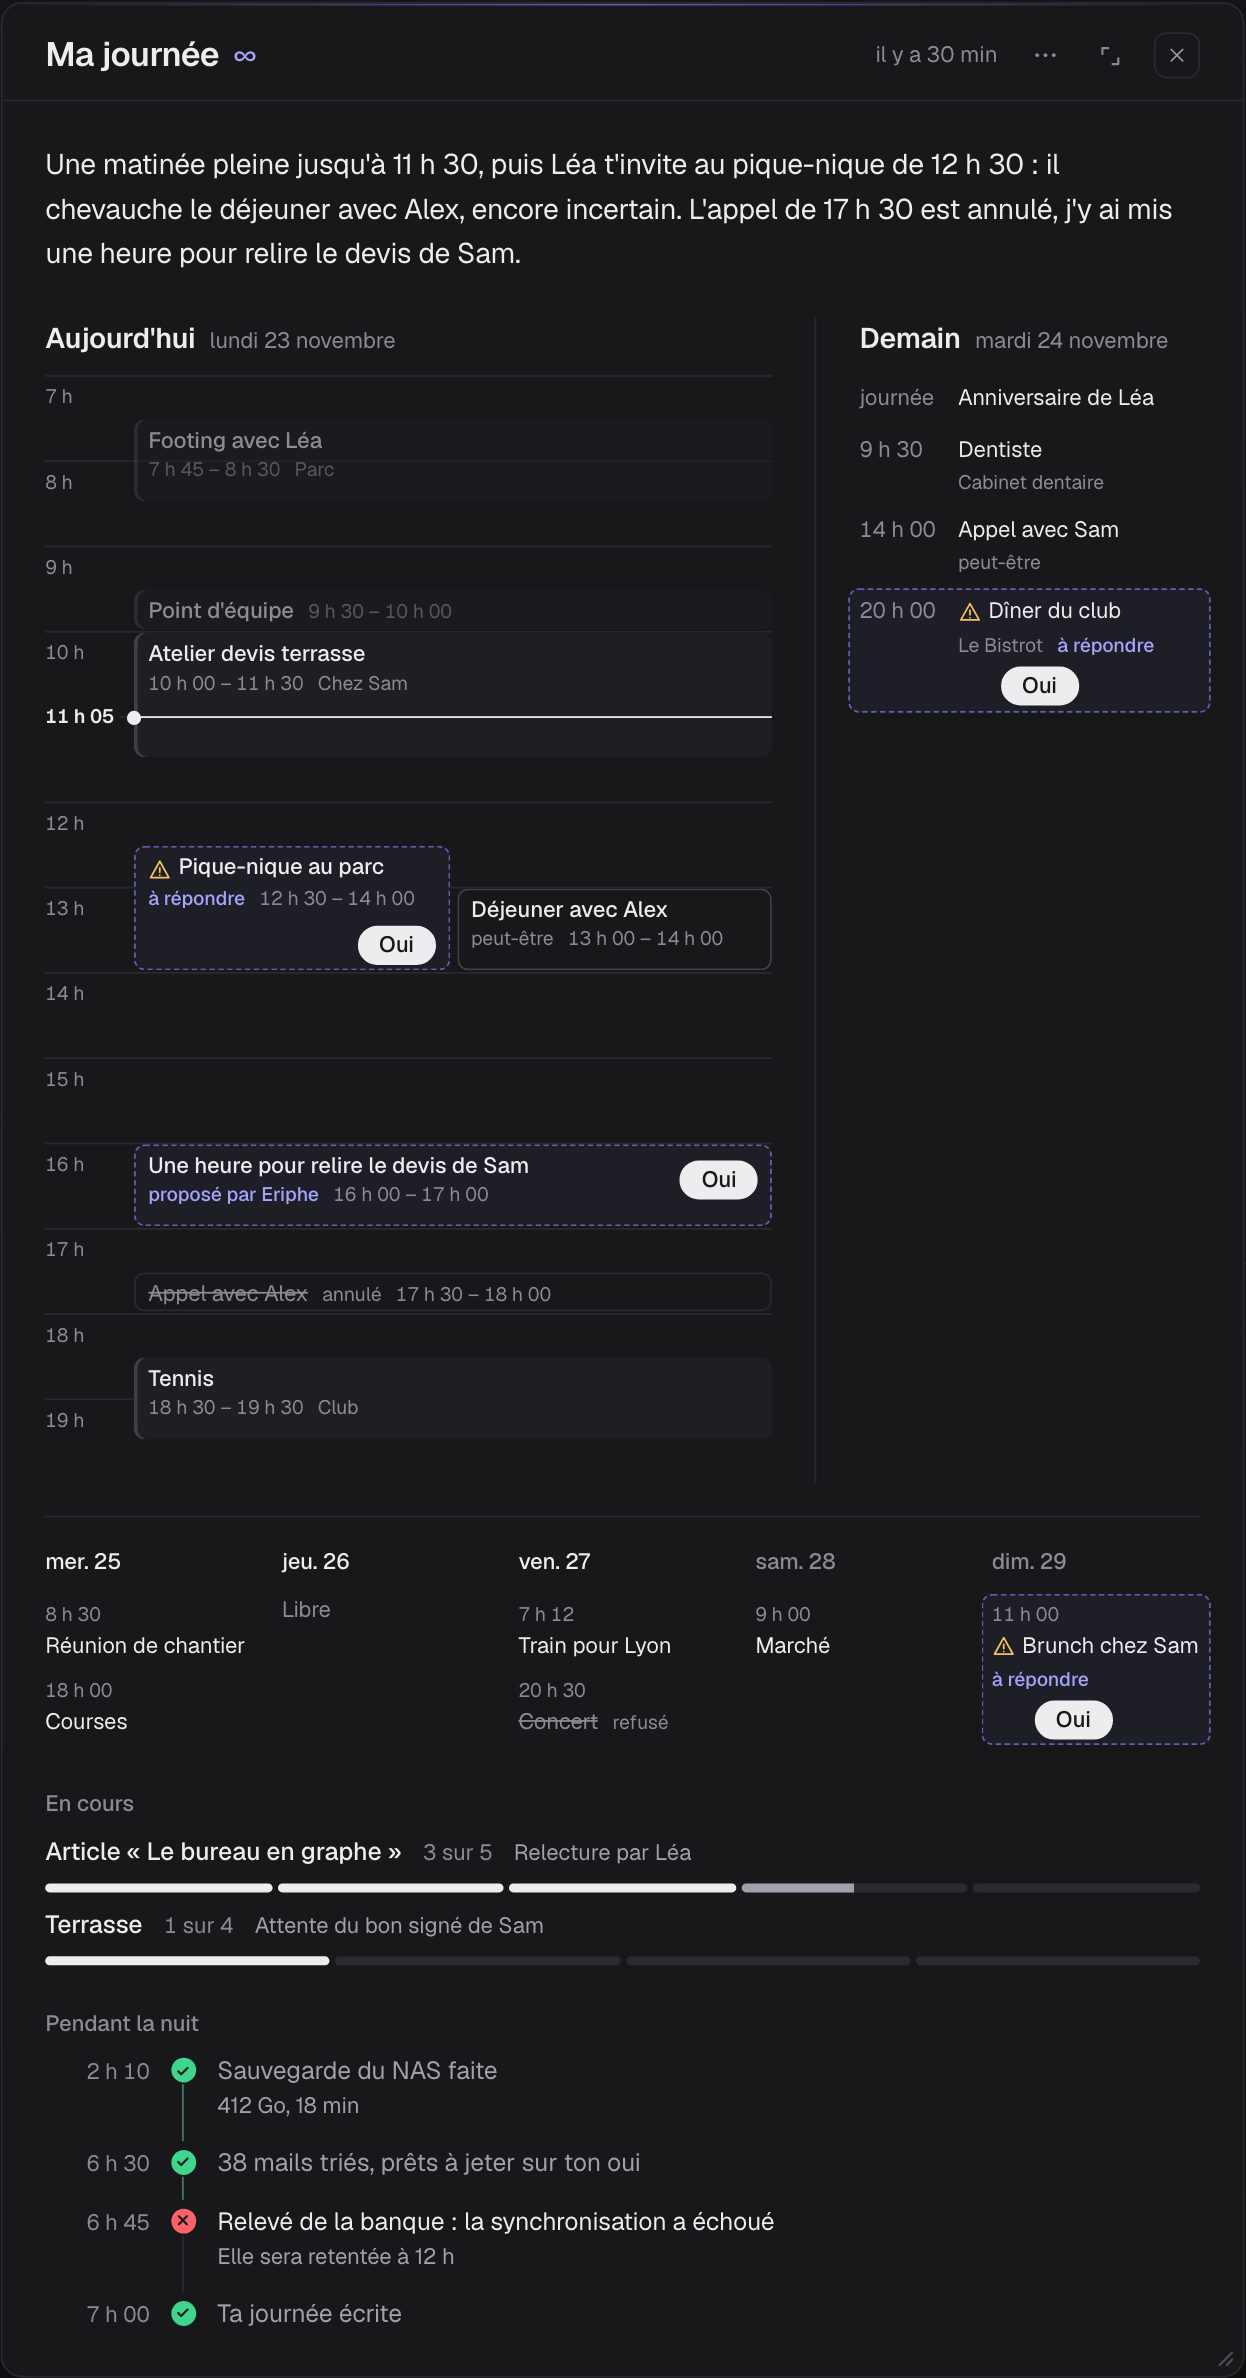 Ma journée ∞
il y a 30 min
Une matinée pleine jusqu'à 11 h 30, puis Léa t'invite au pique-nique de 12 h 30 : il
chevauche le déjeuner avec Alex, encore incertain. L'appel de 17 h 30 est annulé, j'y ai mis
une heure pour relire le devis de Sam.
Aujourd'hui lundi 23 novembre
7 h
Footing avec Léa
7 h 45 – 8 h 30 Parc
8 h
9 h
Point d'équipe 9 h 30 – 10 h 00
10 h
Atelier devis terrasse
10 h 00 – 11 h 30 Chez Sam
11 h 05
12 h
Pique-nique au parc
à répondre 12 h 30 – 14 h 00
Oui
13 h
Déjeuner avec Alex
peut-être 13 h 00 – 14 h 00
14 h
15 h
16 h
Une heure pour relire le devis de Sam
proposé par Eriphe 16 h 00 – 17 h 00
Oui
17 h
Appel avec Alex annulé 17 h 30 – 18 h 00
18 h
Tennis
18 h 30 – 19 h 30 Club
19 h
Demain mardi 24 novembre
journée Anniversaire de Léa
9 h 30 Dentiste
Cabinet dentaire
14 h 00 Appel avec Sam
peut-être
20 h 00 Dîner du club
Le Bistrot à répondre
Oui
mer. 25
8 h 30
Réunion de chantier
18 h 00
Courses
jeu. 26
Libre
ven. 27
7 h 12
Train pour Lyon
20 h 30
Concert refusé
sam. 28
9 h 00
Marché
dim. 29
11 h 00
Brunch chez Sam
à répondre
Oui
En cours
Article « Le bureau en graphe » 3 sur 5 Relecture par Léa
Terrasse 1 sur 4 Attente du bon signé de Sam
Pendant la nuit
2 h 10 Sauvegarde du NAS faite
412 Go, 18 min
6 h 30 38 mails triés, prêts à jeter sur ton oui
6 h 45 Relevé de la banque : la synchronisation a échoué
Elle sera retentée à 12 h
7 h 00 Ta journée écrite